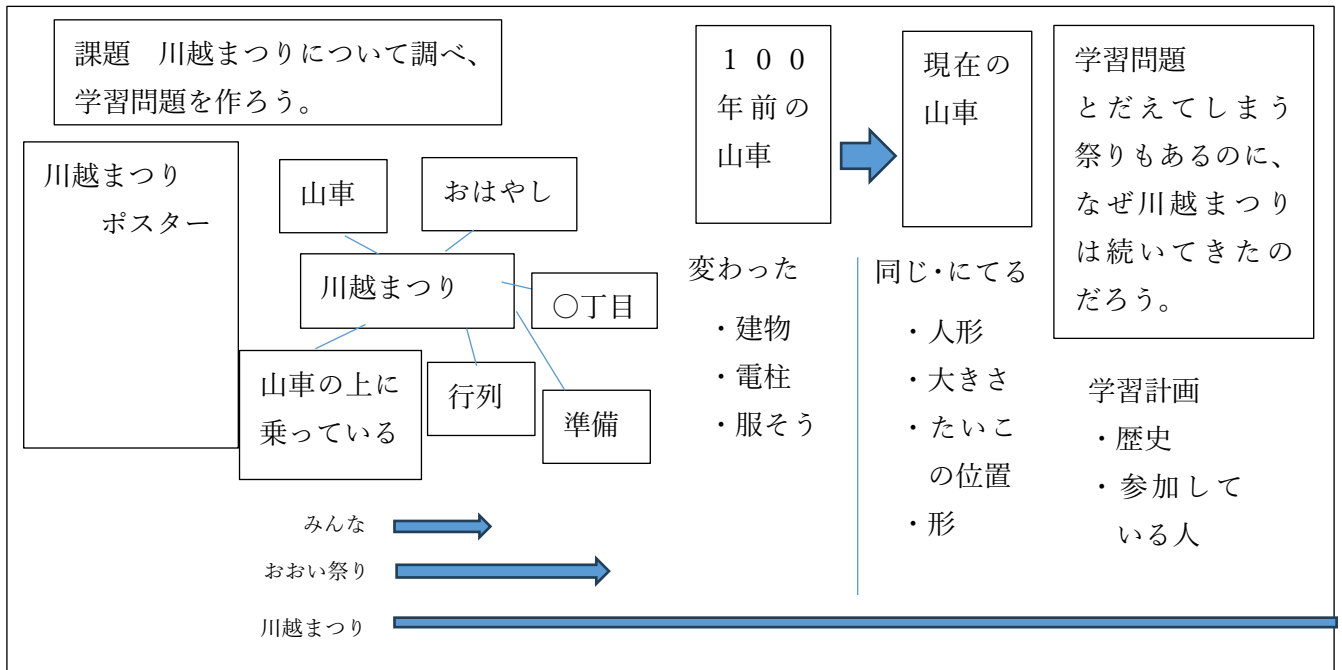 課題　川越まつりについて調べ、
学習問題を作ろう。
川越まつり
ポスター
山車
おはやし
川越まつり
〇丁目
山車の上に
乗っている
行列
準備
みんな
おおい祭り
川越まつり
１００
年前の
山車
現在の
山車
変わった
・建物
・電柱
・服そう
同じ・にてる
・人形
・大きさ
・たいこ
の位置
・形
学習問題
とだえてしまう
祭りもあるのに、
なぜ川越まつり
は続いてきたの
だろう。
学習計画
・歴史
・参加して
いる人